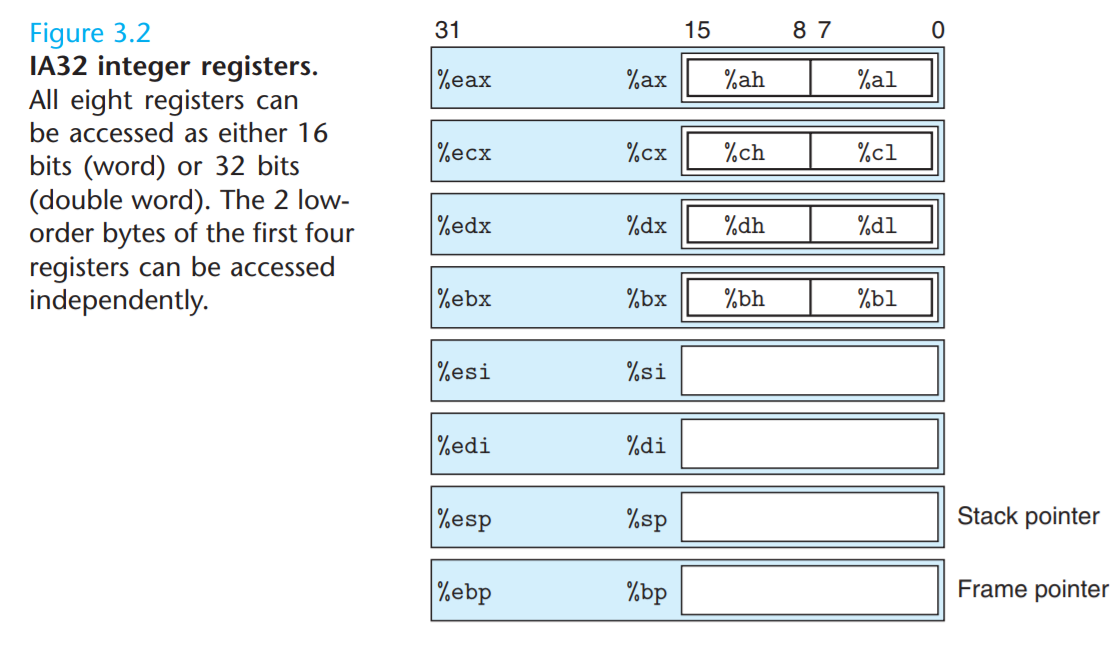 Figure 3.2
IA32 integer registers.
All eight registers can
be accessed as either 16
bits (word) or 32 bits
(double word). The 2 low-
order bytes of the first four
registers can be accessed
independently.
31 15 8 7 0
%eax %ax %ah %al
%ecx %cx %ch %cl
%edx %dx %dh %dl
%ebx %bx %bh %bl
%esi %si
%edi %di
%esp %sp Stack pointer
%ebp %bp Frame pointer